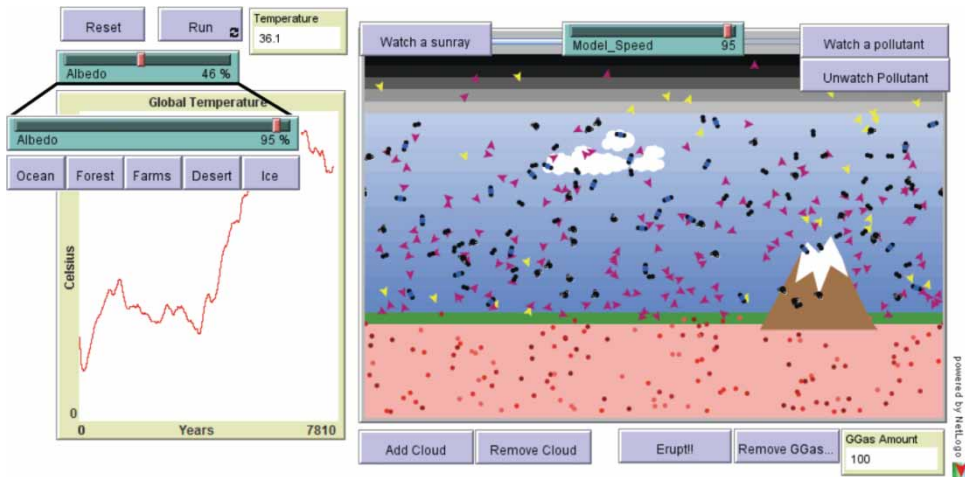 Reset
Run
Temperature
36.1
Albedo 46 %
Global Temperature
Albedo 95 %
Ocean Forest Farms Desert Ice
Celsius
0
0 Years 7810
Watch a sunray
Model_Speed 95
Watch a pollutant
Unwatch Pollutant
Add Cloud
Remove Cloud
Erupt!!
Remove GGas...
GGas Amount
100
powered by NetLogo